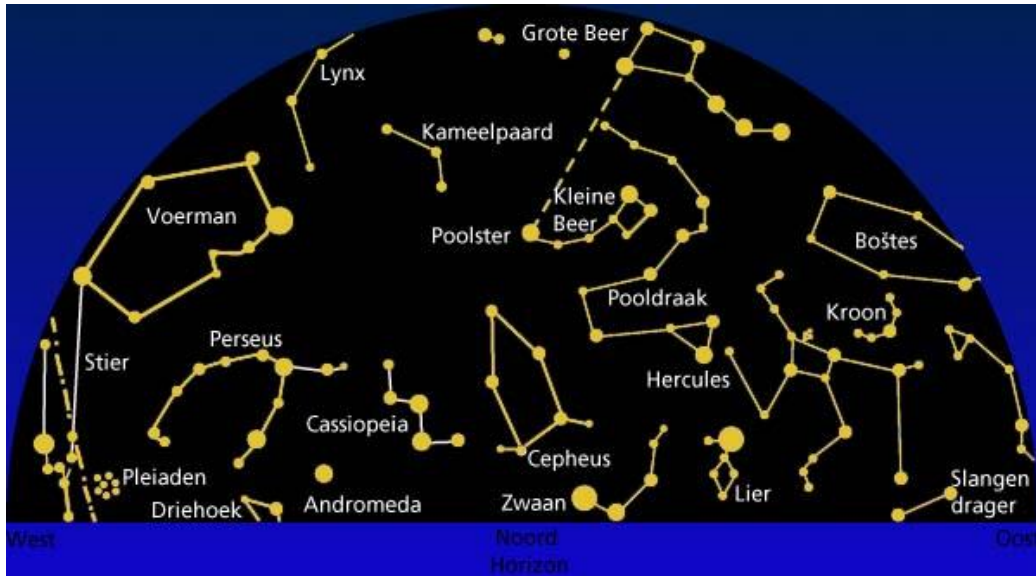 Grote Beer
Lynx
Kameelpaard
Voerman
Kleine
Beer
Poolster
Boštes
Pooldraak
Kroon
Perseus
Stier
Hercules
Cassiopeia
Cepheus
Pleiaden
Driehoek
Andromeda
Zwaan
Lier
Slangen
drager
West
Noord
Oost
Horizon